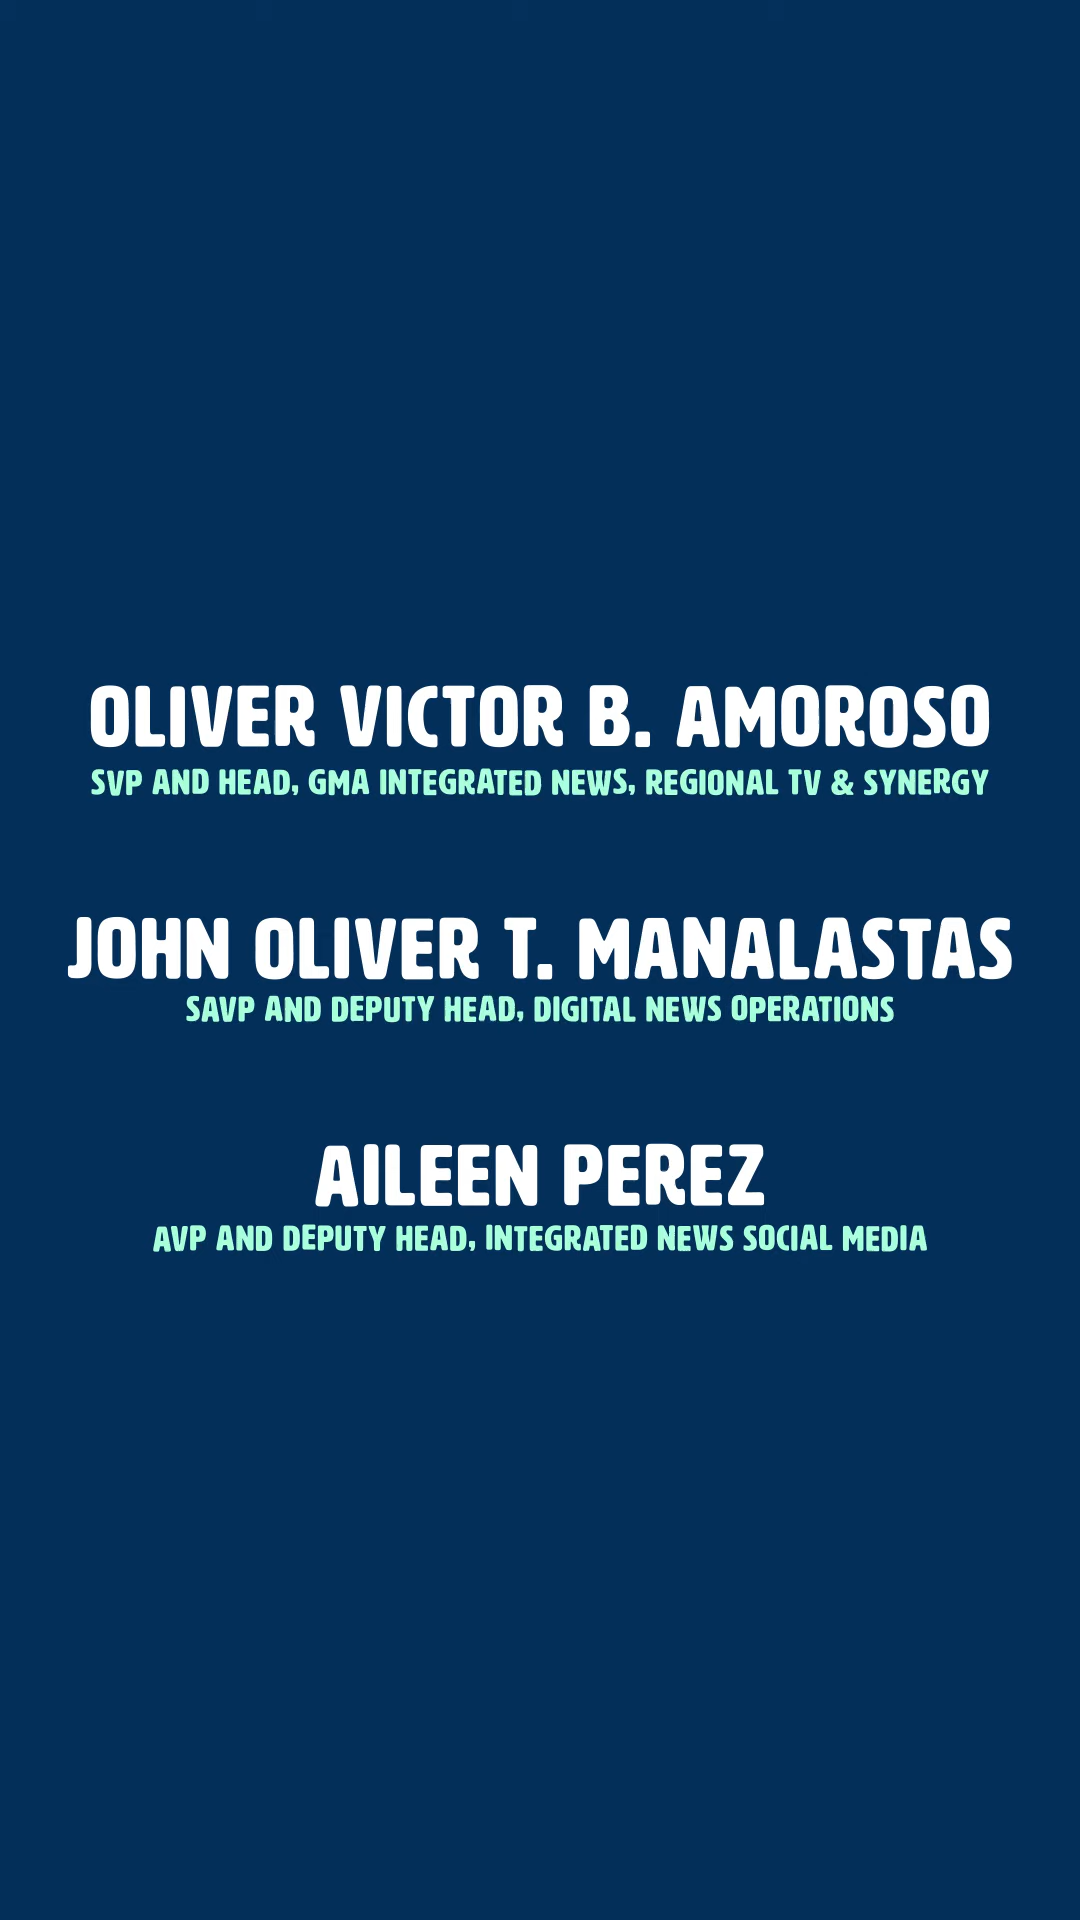 OLIVER VICTOR B. AMOROSO
SVP AND HEAD, GMA INTEGRATED NEWS, REGIONAL TV & SYNERGY
JOHN OLIVER T. MANALASTAS
SAVP AND DEPUTY HEAD, DIGITAL NEWS OPERATIONS
AILEEN PEREZ
AVP AND DEPUTY HEAD, INTEGRATED NEWS SOCIAL MEDIA